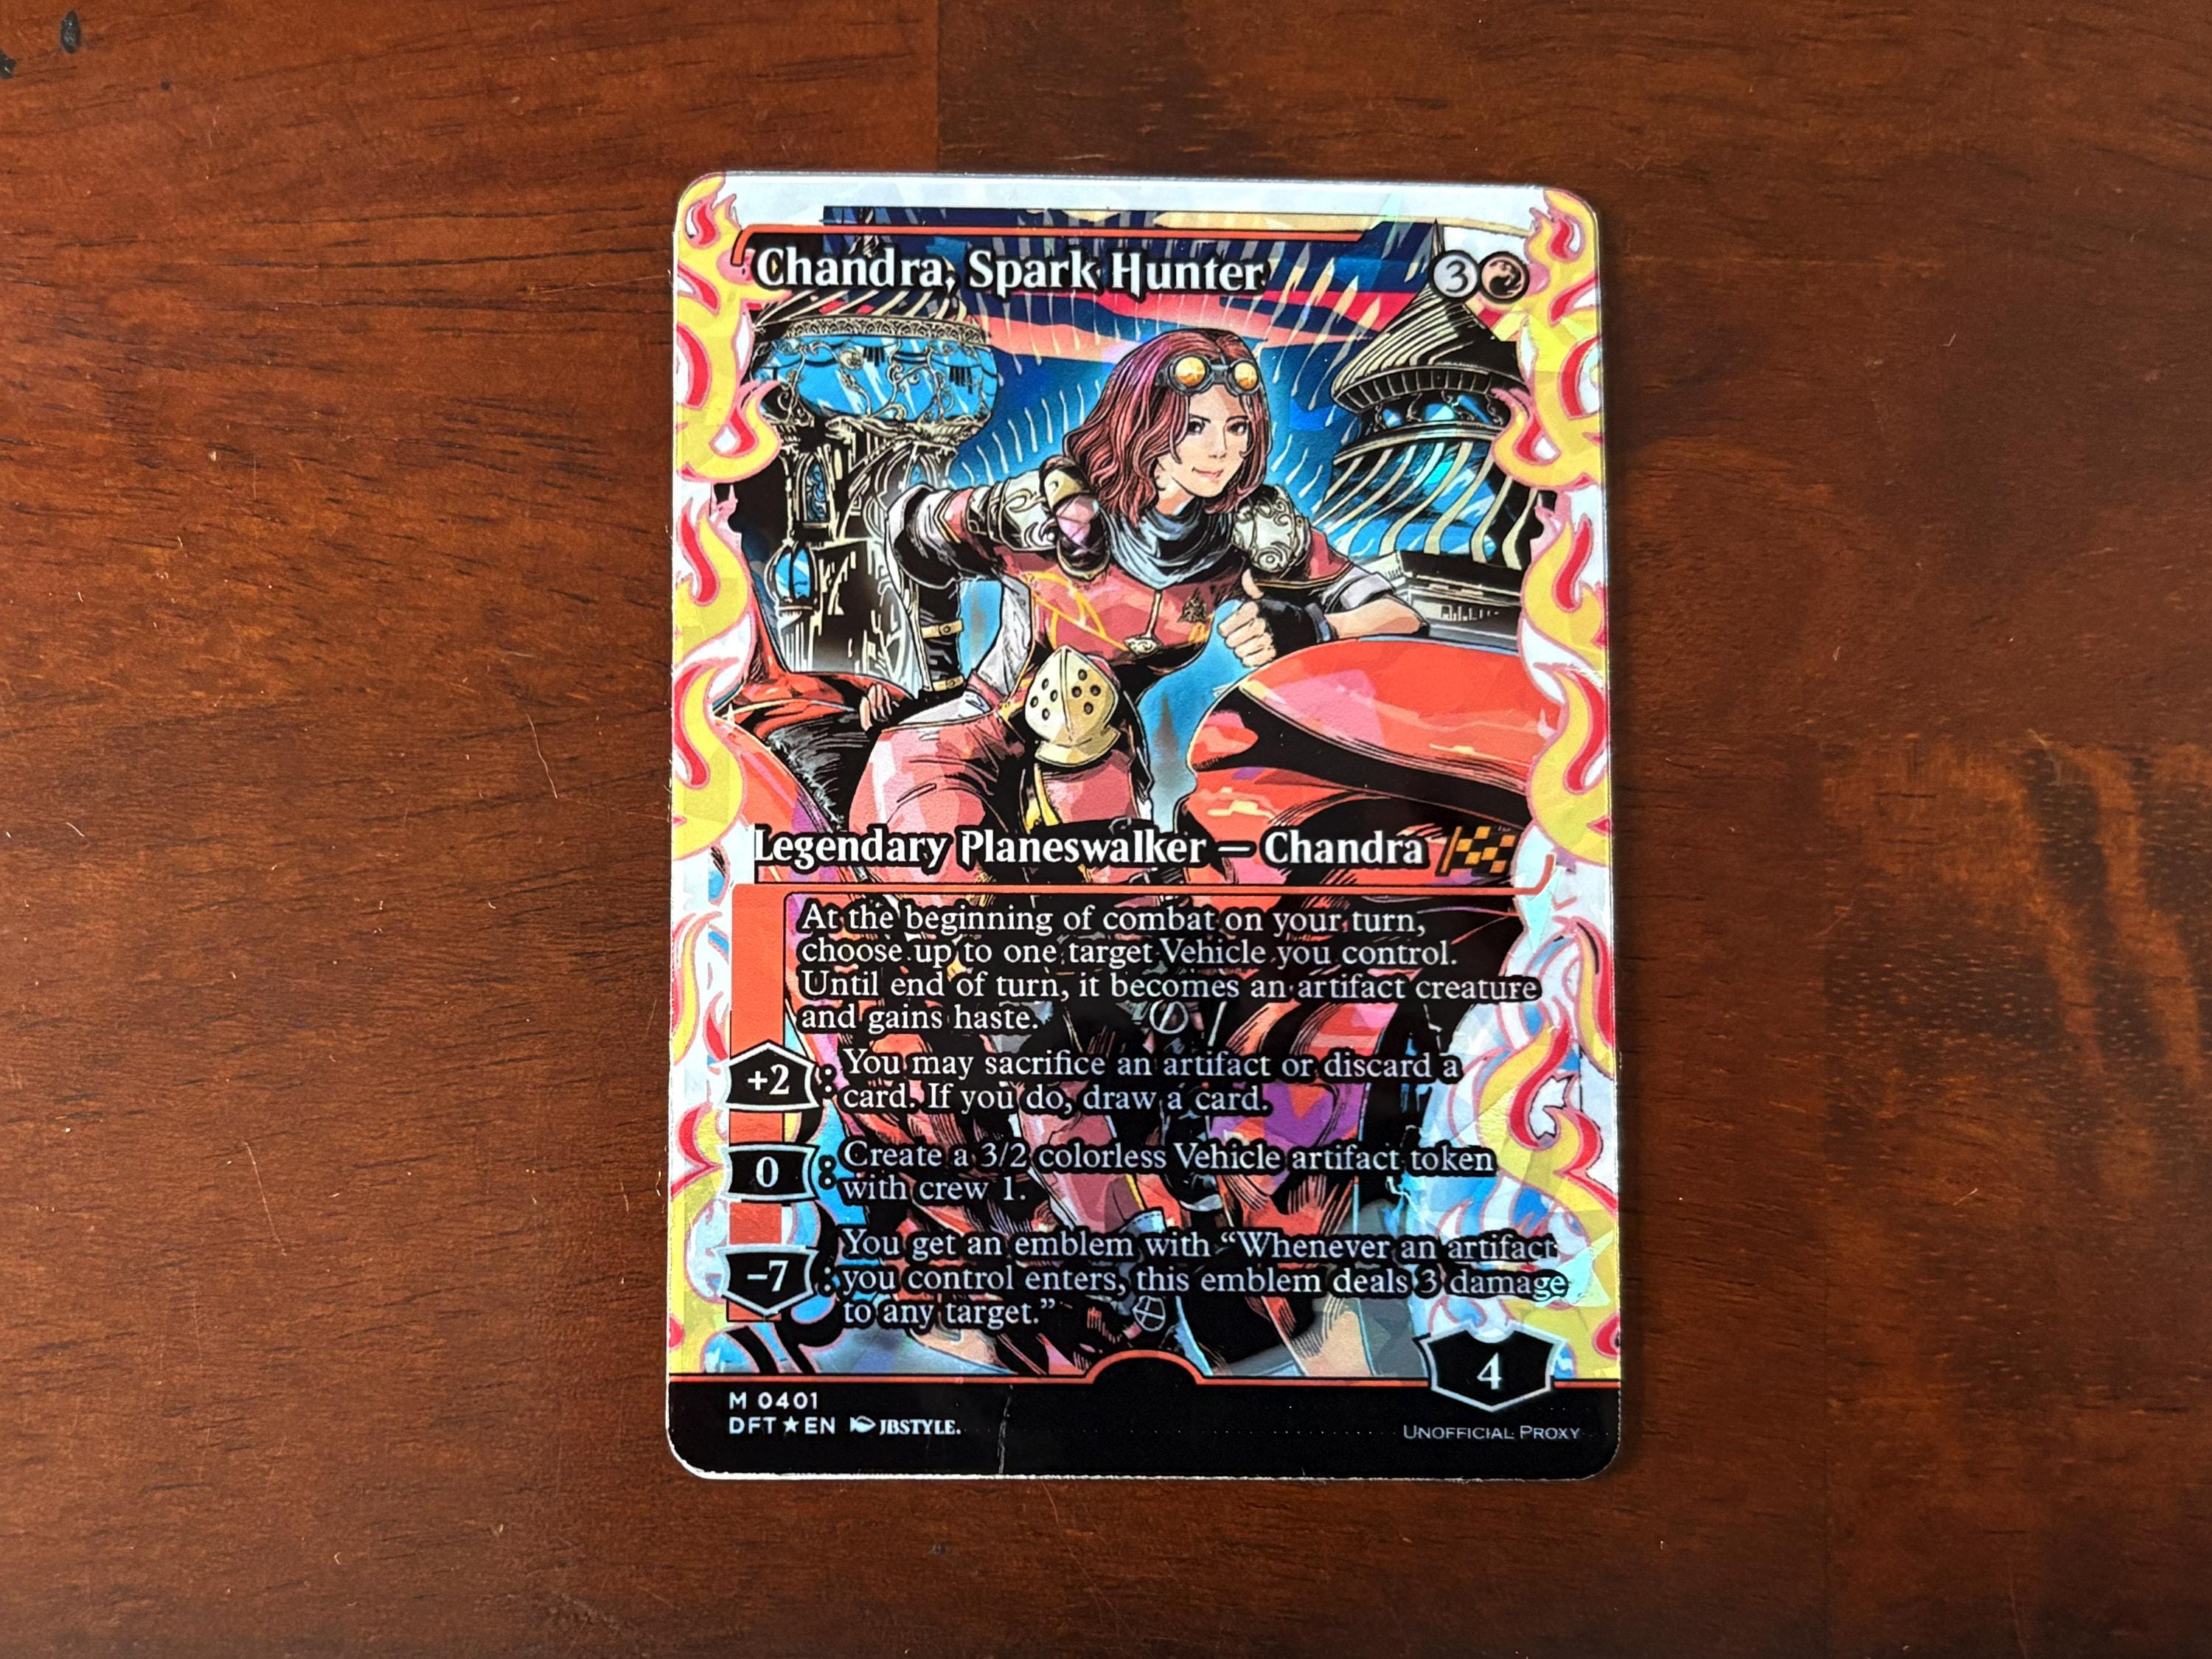 Chandra, Spark Hunter 3
Legendary Planeswalker — Chandra
At the beginning of combat on your turn,
choose up to one target Vehicle you control.
Until end of turn, it becomes an artifact creature
and gains haste.
+2 : You may sacrifice an artifact or discard a
card. If you do, draw a card.
0 : Create a 3/2 colorless Vehicle artifact token
with crew 1.
−7 : You get an emblem with “Whenever an artifact
you control enters, this emblem deals 3 damage
to any target.”
4
M 0401
DFT★EN JBSTYLE.
UNOFFICIAL PROXY